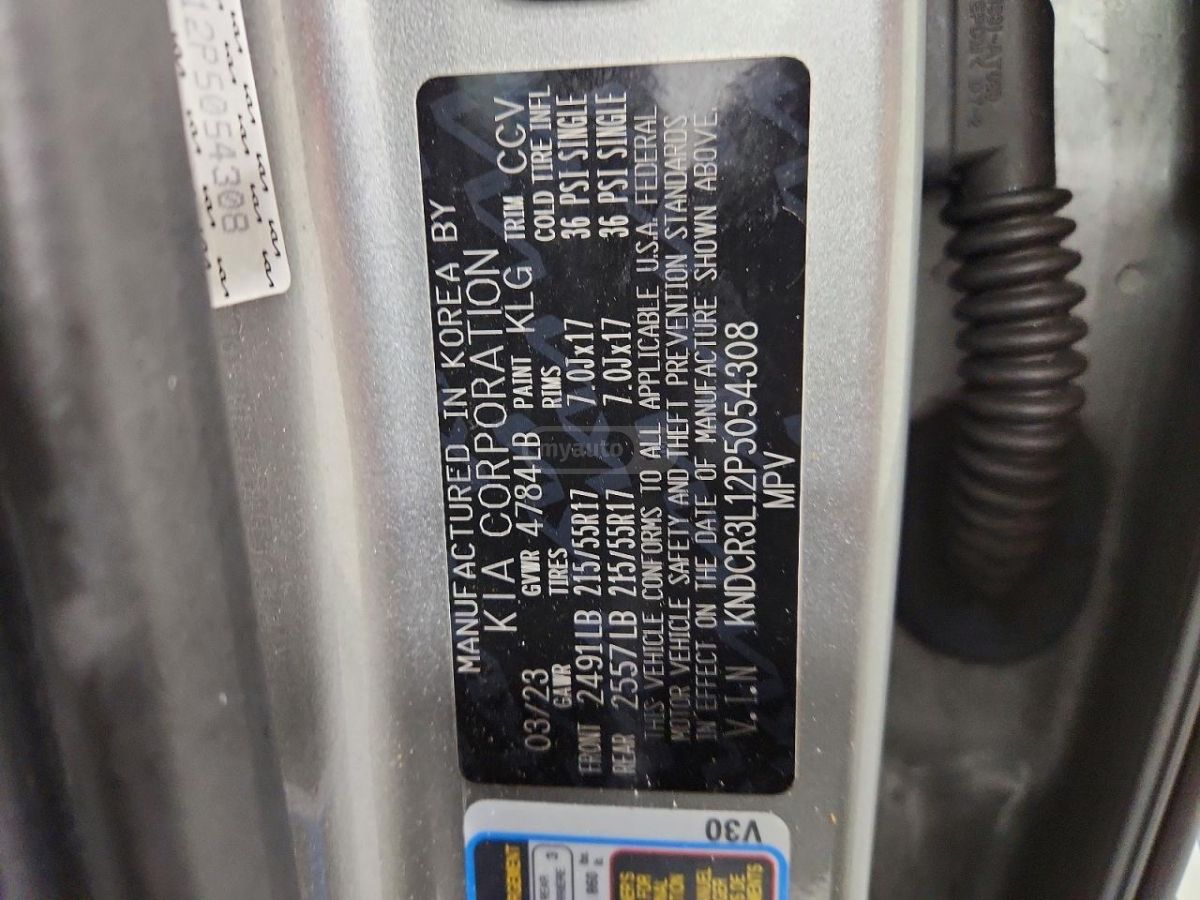 MANUFACTURED IN KOREA BY
KIA CORPORATION
03/23 GVWR 4784LB PAINT KLG TRIM CCV
GAWR TIRES RIMS COLD TIRE INFL
FRONT 2491LB 215/55R17 7.0Jx17 36 PSI SINGLE
REAR 2557LB 215/55R17 7.0Jx17 36 PSI SINGLE
THIS VEHICLE CONFORMS TO ALL APPLICABLE U.S.A. FEDERAL
MOTOR VEHICLE SAFETY AND THEFT PREVENTION STANDARDS
IN EFFECT ON THE DATE OF MANUFACTURE SHOWN ABOVE.
V.I.N KNDCR3L12P5054308
MPV
12P5054308
myauto
V30